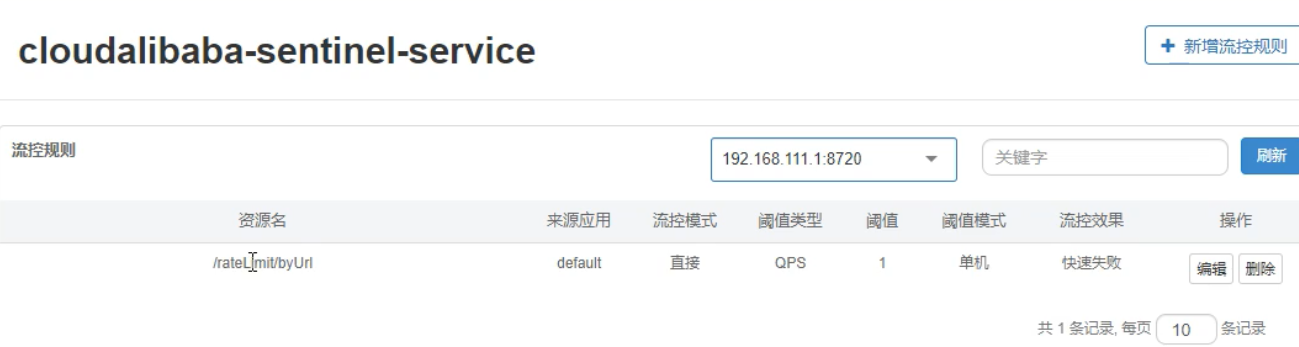 cloudalibaba-sentinel-service
+ 新增流控规则
流控规则
192.168.111.1:8720
关键字
刷新
资源名 来源应用 流控模式 阈值类型 阈值 阈值模式 流控效果 操作
/rateLimit/byUrl default 直接 QPS 1 单机 快速失败 编辑 删除
共 1 条记录, 每页 10 条记录